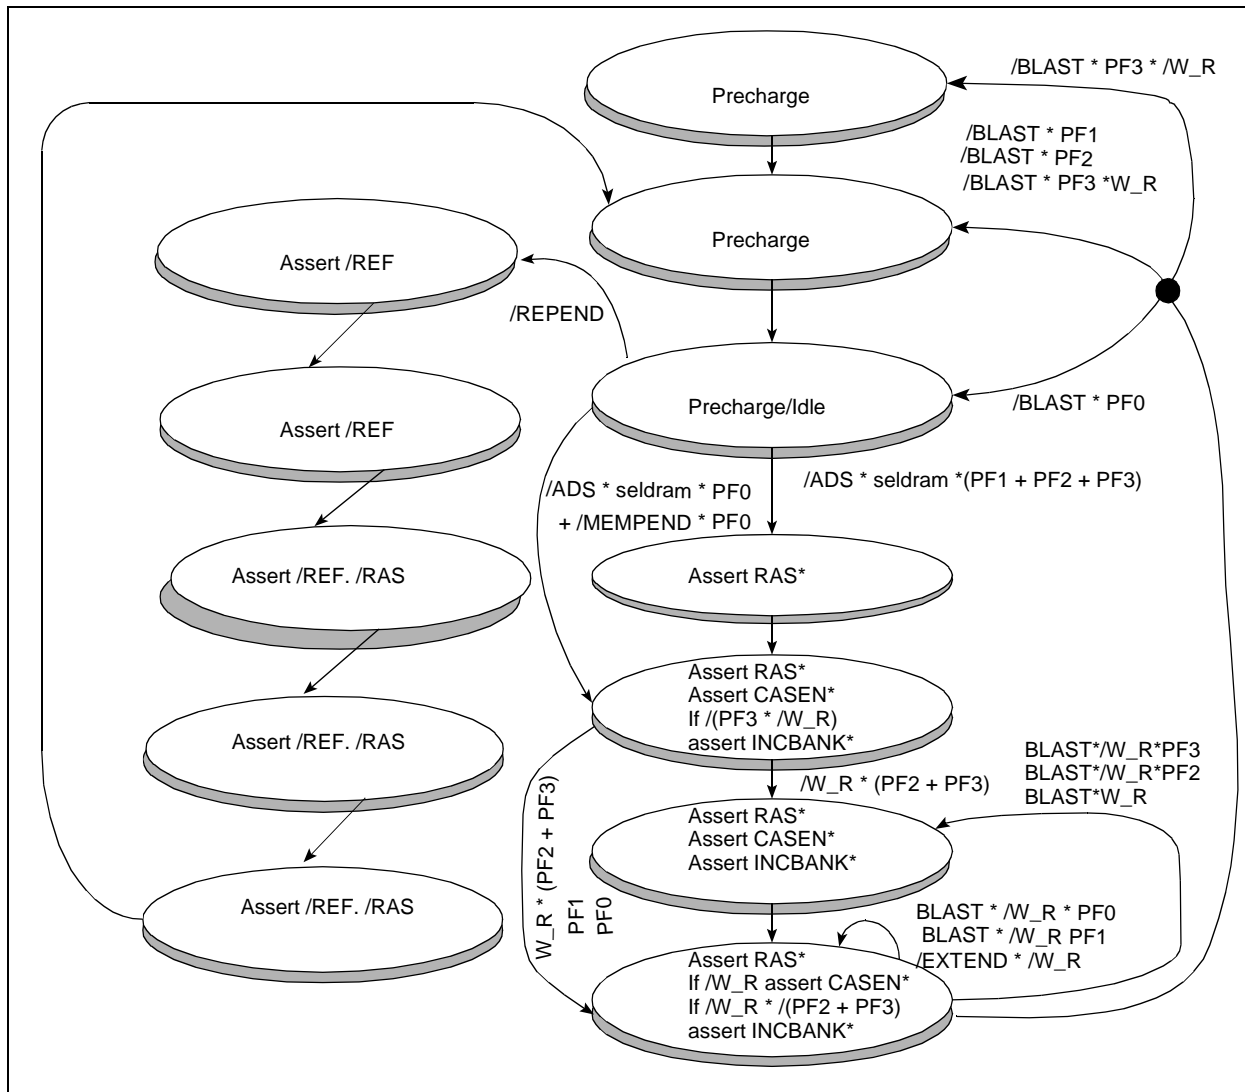 /BLAST * PF3 * /W_R
Precharge
/BLAST * PF1
/BLAST * PF2
/BLAST * PF3 *W_R
Precharge
Assert /REF
/REPEND
Precharge/Idle
/BLAST * PF0
Assert /REF
/ADS * seldram *(PF1 + PF2 + PF3)
/ADS * seldram * PF0
+ /MEMPEND * PF0
Assert /REF. /RAS
Assert RAS*
Assert RAS*
Assert CASEN*
If /(PF3 * /W_R)
assert INCBANK*
Assert /REF. /RAS
BLAST*/W_R*PF3
BLAST*/W_R*PF2
BLAST*W_R
/W_R * (PF2 + PF3)
W_R * (PF2 + PF3)
PF1
PF0
Assert RAS*
Assert CASEN*
Assert INCBANK*
Assert /REF. /RAS
BLAST * /W_R * PF0
BLAST * /W_R PF1
/EXTEND * /W_R
Assert RAS*
If /W_R assert CASEN*
If /W_R * /(PF2 + PF3)
assert INCBANK*